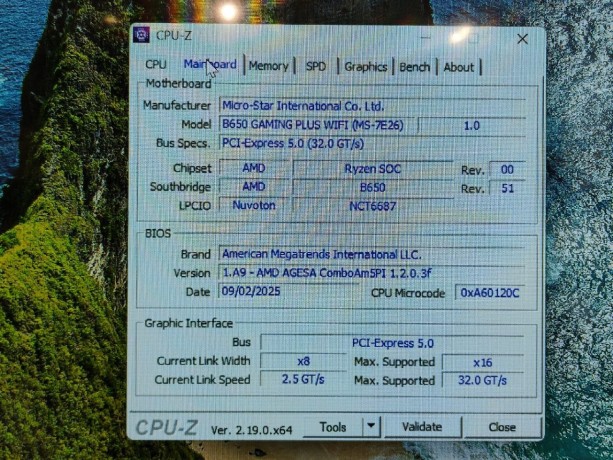 CPU-Z
CPU Mainboard Memory SPD Graphics Bench About
Motherboard
Manufacturer Micro-Star International Co. Ltd.
Model B650 GAMING PLUS WIFI (MS-7E26) 1.0
Bus Specs. PCI-Express 5.0 (32.0 GT/s)
Chipset AMD Ryzen SOC Rev. 00
Southbridge AMD B650 Rev. 51
LPCIO Nuvoton NCT6687
BIOS
Brand American Megatrends International LLC.
Version 1.A9 - AMD AGESA ComboAm5PI 1.2.0.3f
Date 09/02/2025 CPU Microcode 0xA60120C
Graphic Interface
Bus PCI-Express 5.0
Current Link Width x8 Max. Supported x16
Current Link Speed 2.5 GT/s Max. Supported 32.0 GT/s
CPU-Z Ver. 2.19.0.x64 Tools Validate Close